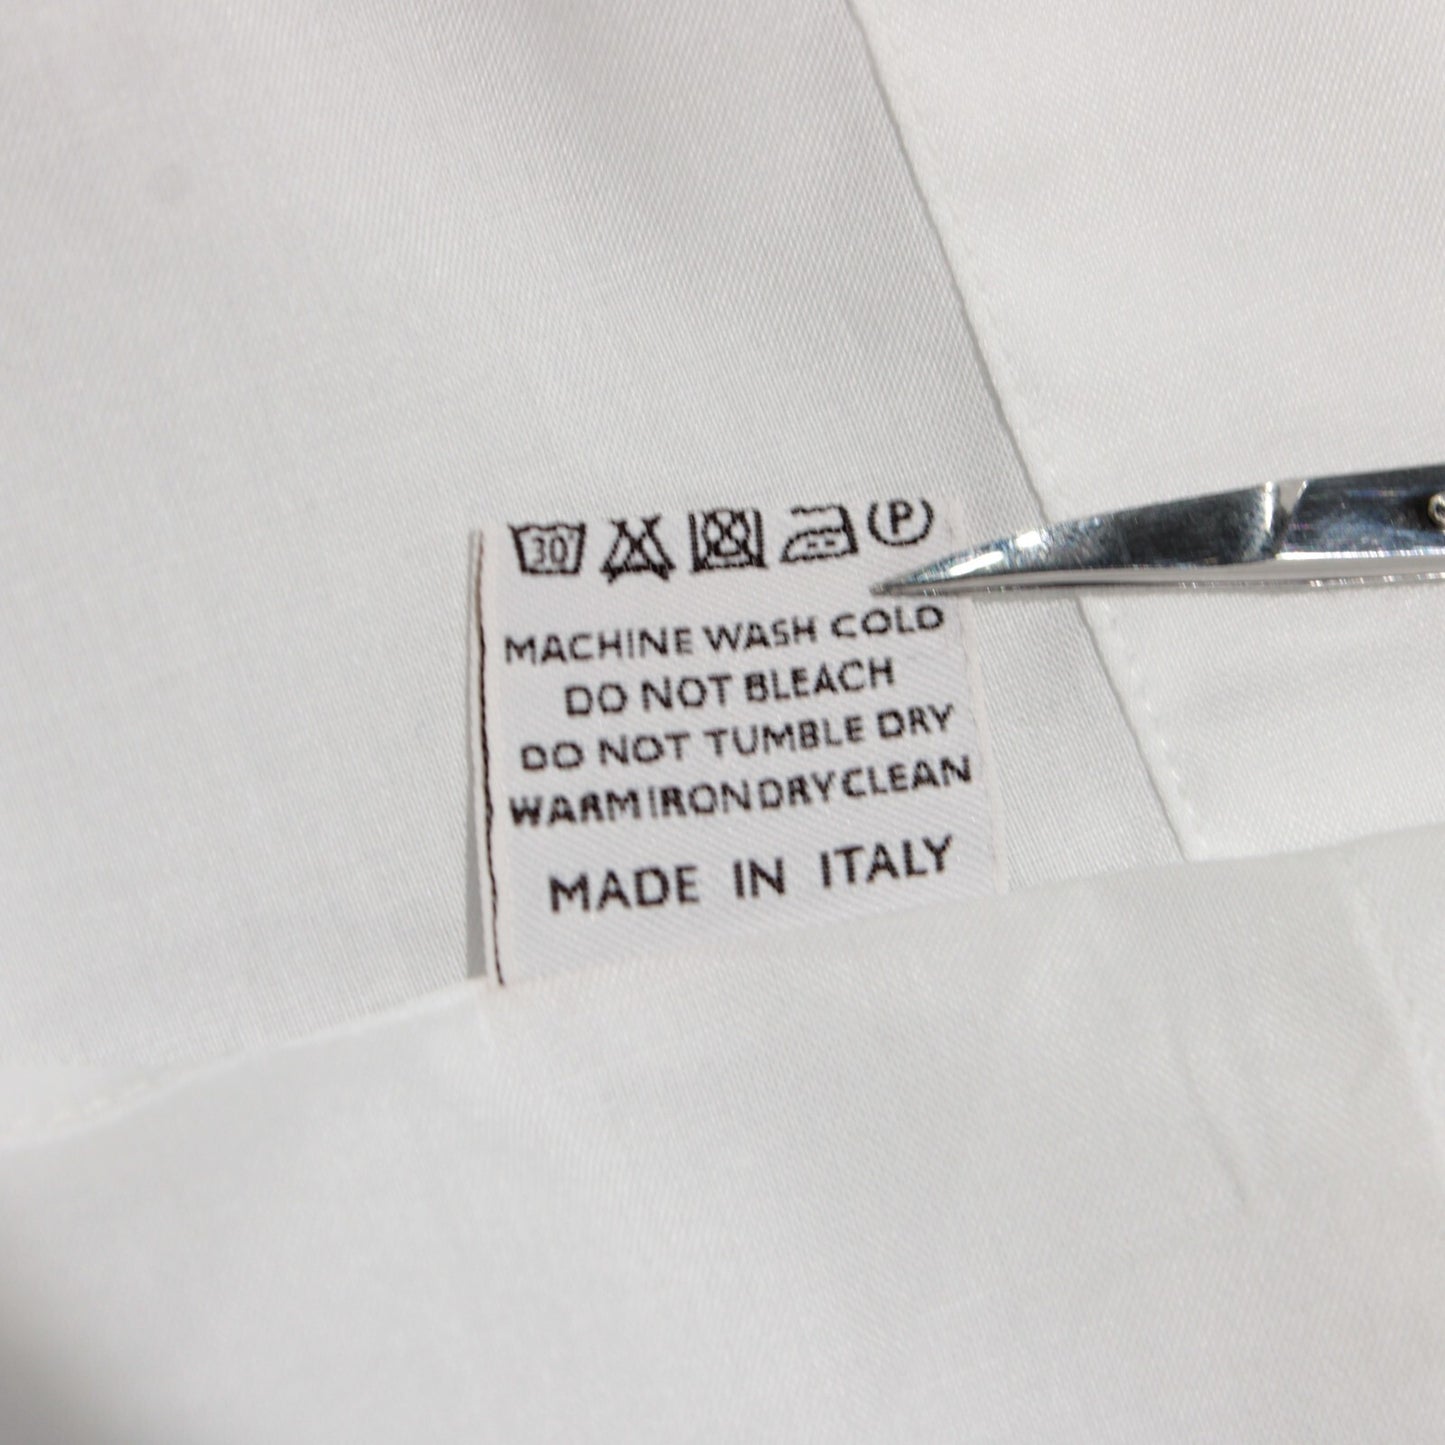 30 P
MACHINE WASH COLD
DO NOT BLEACH
DO NOT TUMBLE DRY
WARM IRON DRY CLEAN
MADE IN ITALY